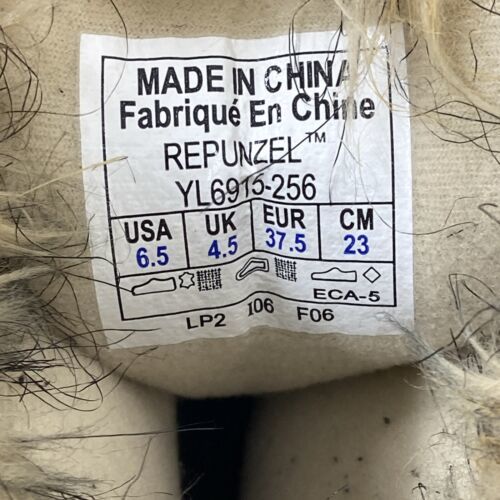 MADE IN CHINA
Fabriqué En Chine
REPUNZEL™
YL6915-256
USA UK EUR CM
6.5 4.5 37.5 23
ECA-5
LP2 106 F06